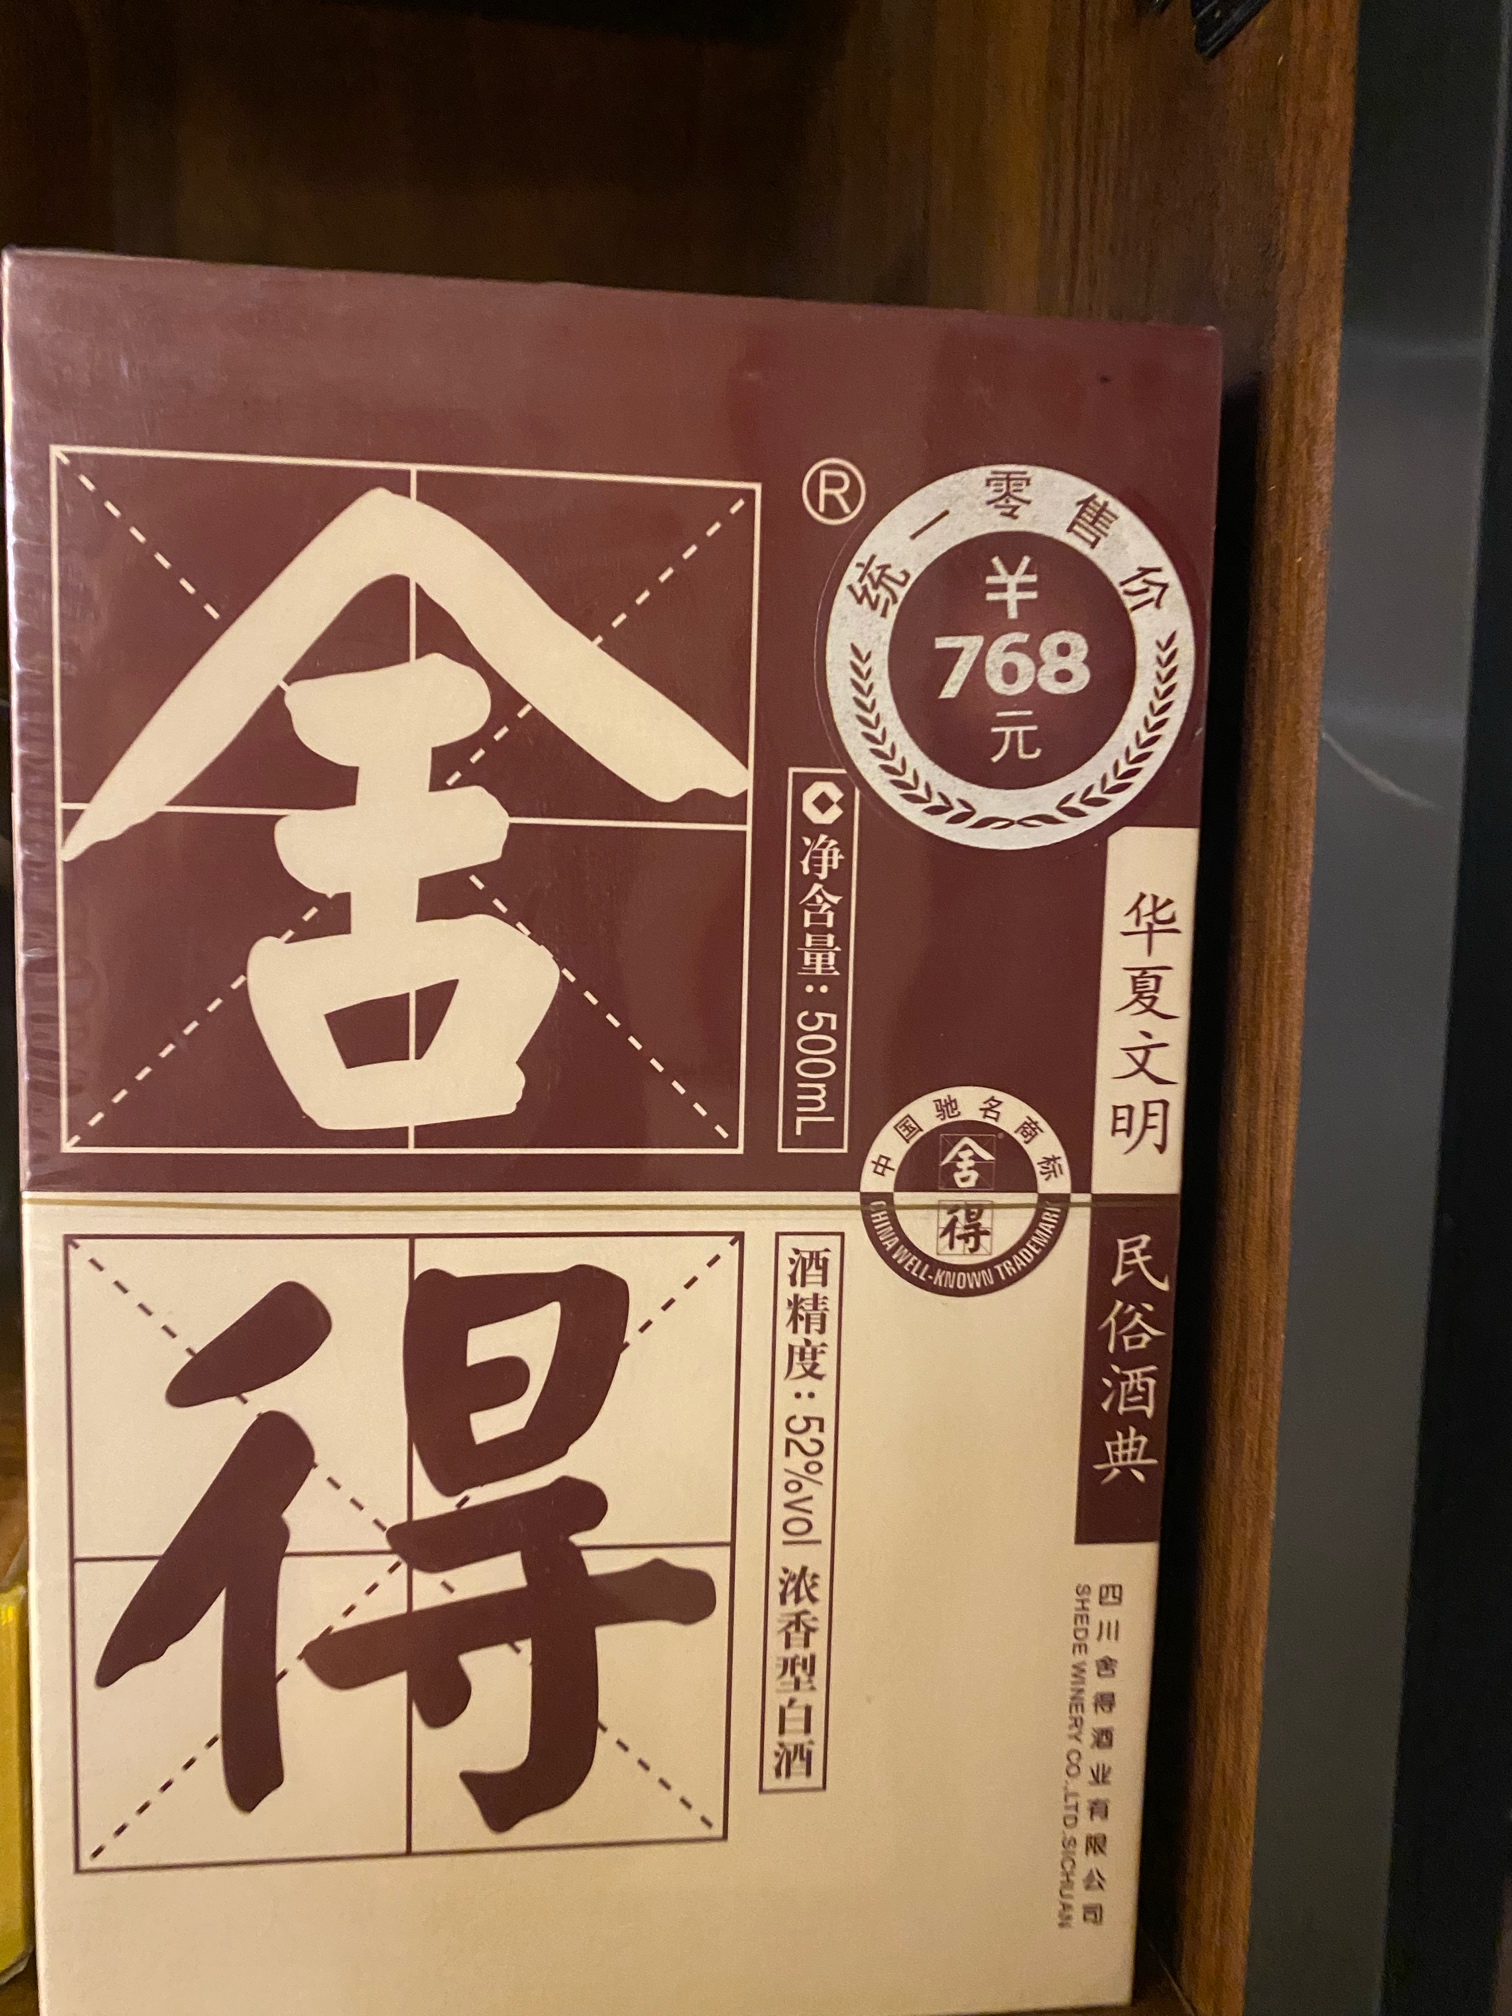 舍
得
®
统一零售价
¥
768
元
净含量：500mL
中国驰名商标
舍
得
CHINA WELL-KNOWN TRADEMARK
酒精度：52%vol 浓香型白酒
华夏文明
民俗酒典
四川舍得酒业有限公司
SHEDE WINERY CO.,LTD.SICHUAN